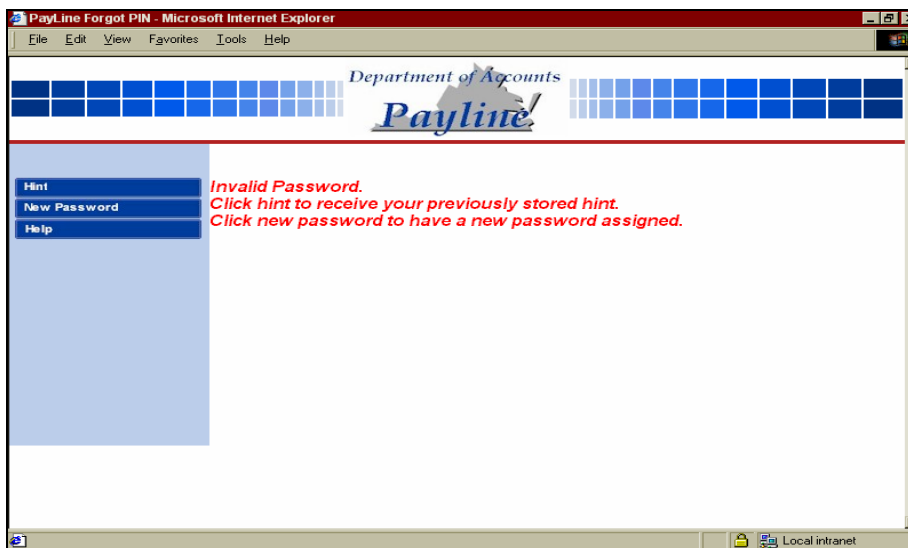 PayLine Forgot PIN - Microsoft Internet Explorer
File Edit View Favorites Tools Help
Department of Accounts
Payline!
Hint
New Password
Help
Invalid Password.
Click hint to receive your previously stored hint.
Click new password to have a new password assigned.
Local intranet